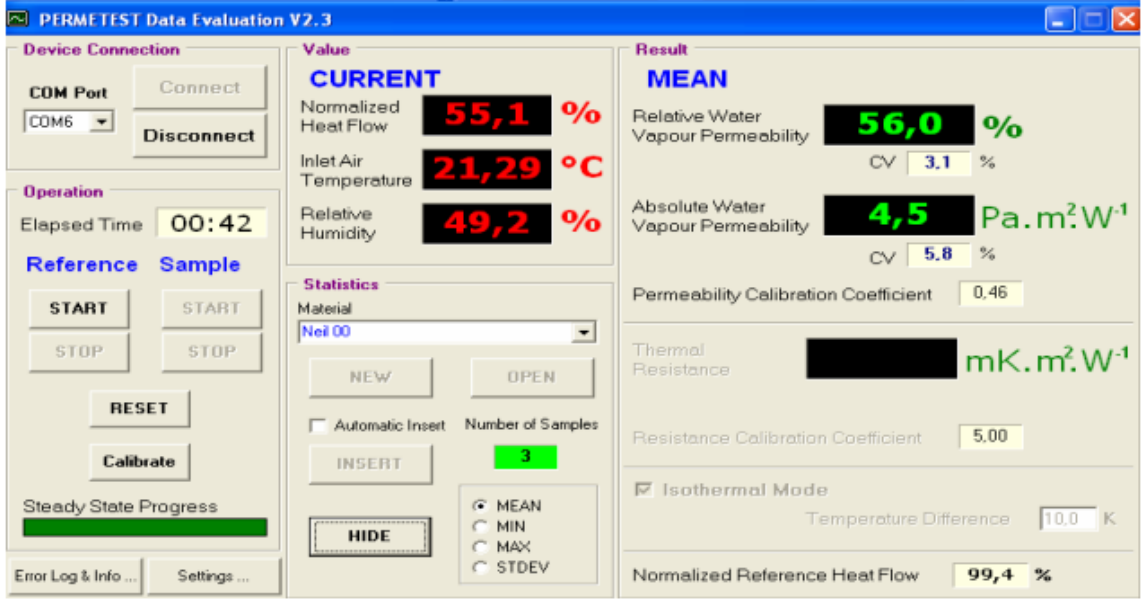 PERMETEST Data Evaluation V2.3
Device Connection
COM Port
COM6
Connect
Disconnect
Operation
Elapsed Time 00:42
Reference Sample
START START
STOP STOP
RESET
Calibrate
Steady State Progress
Error Log & Info ... Settings ...
Value
CURRENT
Normalized
Heat Flow
55,1 %
Inlet Air
Temperature
21,29 °C
Relative
Humidity
49,2 %
Statistics
Material
Neil 00
NEW OPEN
Automatic Insert Number of Samples
INSERT 3
HIDE
MEAN
MIN
MAX
STDEV
Result
MEAN
Relative Water
Vapour Permeability
56,0 %
CV 3,1 %
Absolute Water
Vapour Permeability
4,5 Pa.m².W⁻¹
CV 5,8 %
Permeability Calibration Coefficient 0,46
Thermal
Resistance
mK.m².W⁻¹
Resistance Calibration Coefficient 5,00
Isothermal Mode
Temperature Difference 10,0 K
Normalized Reference Heat Flow 99,4 %